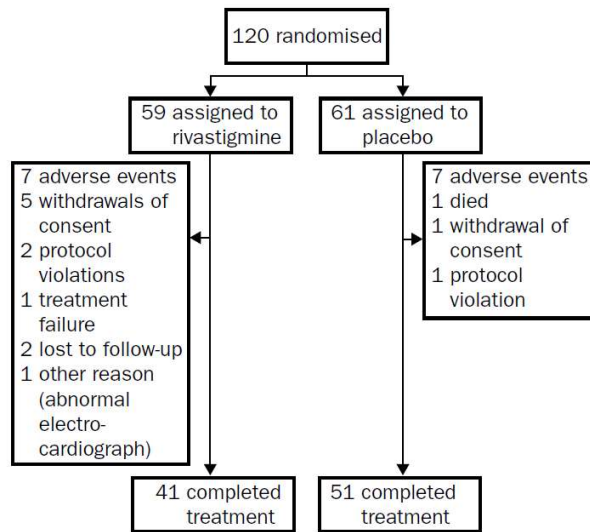 120 randomised
59 assigned to
rivastigmine
61 assigned to
placebo
7 adverse events
5 withdrawals of
consent
2 protocol
violations
1 treatment
failure
2 lost to follow-up
1 other reason
(abnormal
electro-
cardiograph)
7 adverse events
1 died
1 withdrawal of
consent
1 protocol
violation
41 completed
treatment
51 completed
treatment